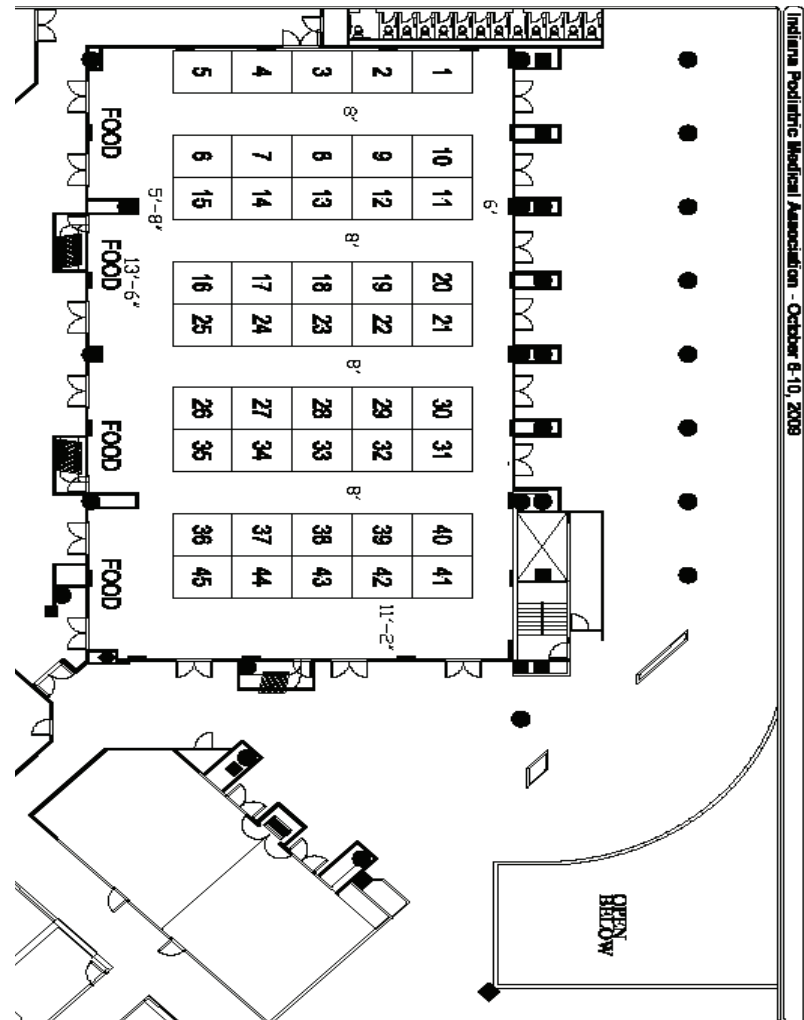 Indiana Podiatric Medical Association - October 8-10, 2009
OPEN
BELOW
6'
1 10 11 20 21 30 31 40 41
2 9 12 19 22 29 32 39 42
11'-2"
8' 8' 8' 8'
3 8 13 18 23 28 33 38 43
4 7 14 17 24 27 34 37 44
5 6 15 16 25 26 35 36 45
5'-8"
13'-6"
FOOD FOOD FOOD FOOD